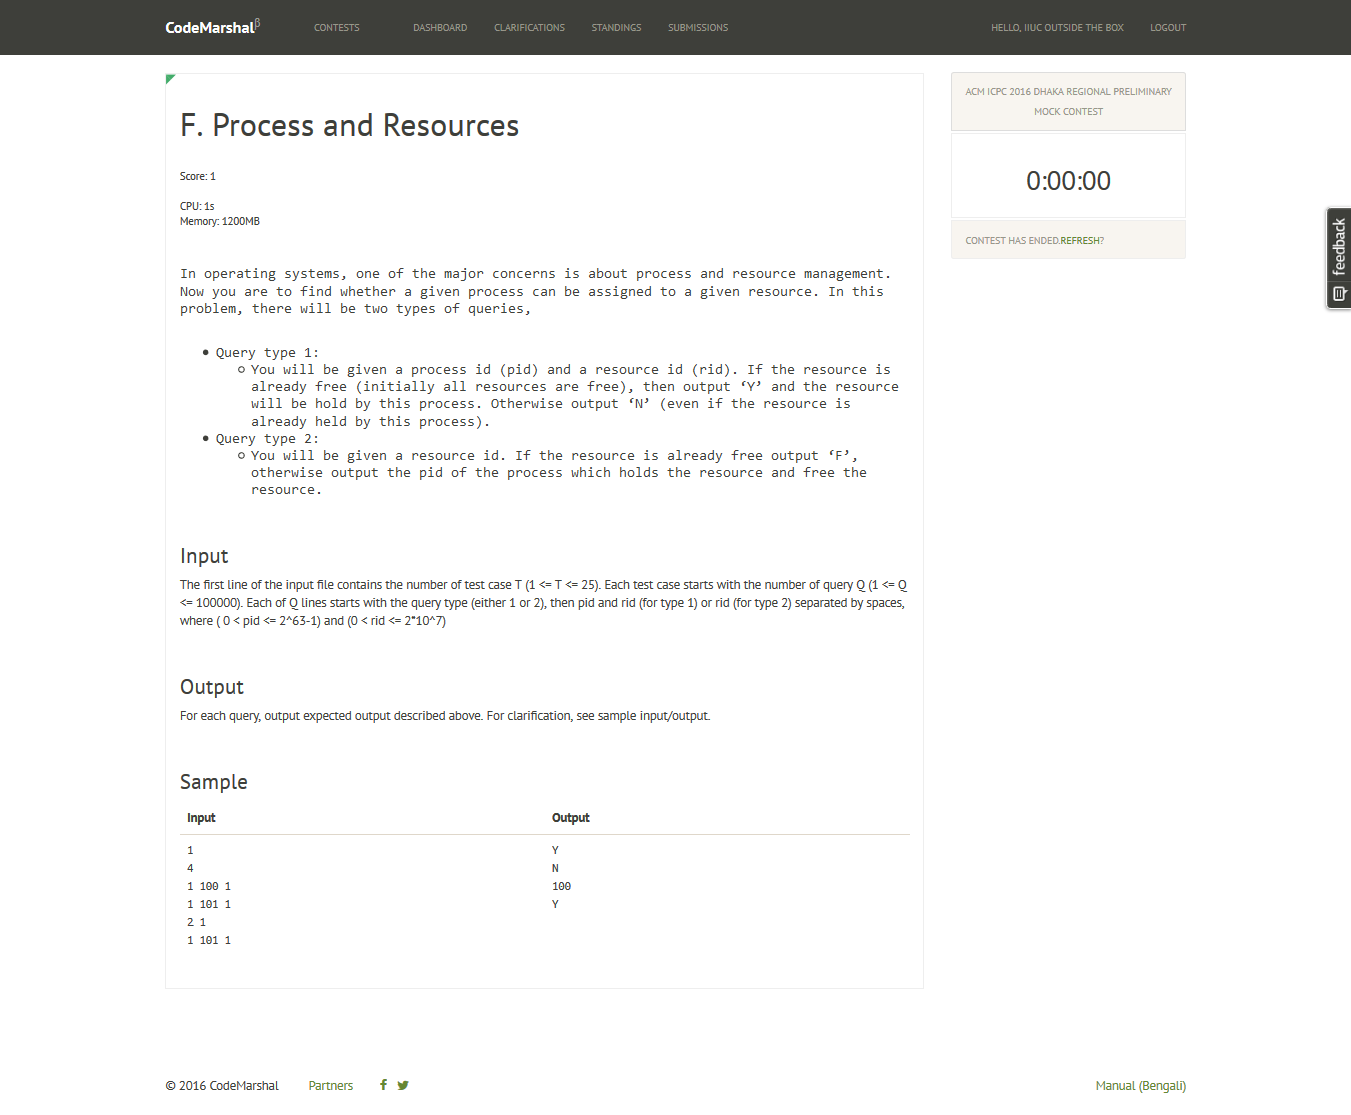 CodeMarshalβ CONTESTS DASHBOARD CLARIFICATIONS STANDINGS SUBMISSIONS HELLO, IIUC OUTSIDE THE BOX LOGOUT
F. Process and Resources
Score: 1
CPU: 1s
Memory: 1200MB
In operating systems, one of the major concerns is about process and resource management.
Now you are to find whether a given process can be assigned to a given resource. In this
problem, there will be two types of queries,
• Query type 1:
○ You will be given a process id (pid) and a resource id (rid). If the resource is
already free (initially all resources are free), then output ‘Y’ and the resource
will be hold by this process. Otherwise output ‘N’ (even if the resource is
already held by this process).
• Query type 2:
○ You will be given a resource id. If the resource is already free output ‘F’,
otherwise output the pid of the process which holds the resource and free the
resource.
Input
The first line of the input file contains the number of test case T (1 <= T <= 25). Each test case starts with the number of query Q (1 <= Q
<= 100000). Each of Q lines starts with the query type (either 1 or 2), then pid and rid (for type 1) or rid (for type 2) separated by spaces,
where ( 0 < pid <= 2^63-1) and (0 < rid <= 2*10^7)
Output
For each query, output expected output described above. For clarification, see sample input/output.
Sample
Input Output
1 Y
4 N
1 100 1 100
1 101 1 Y
2 1
1 101 1
ACM ICPC 2016 DHAKA REGIONAL PRELIMINARY
MOCK CONTEST
0:00:00
CONTEST HAS ENDED.REFRESH?
feedback
© 2016 CodeMarshal Partners Manual (Bengali)